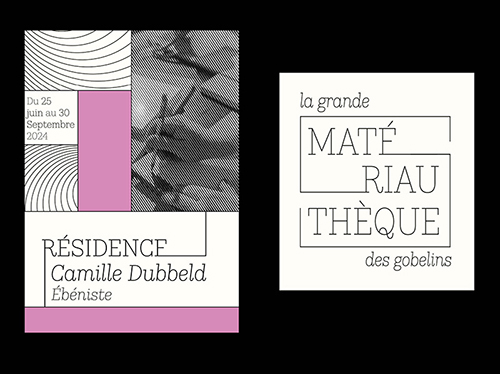 Du 25
juin au 30
Septembre
2024
RÉSIDENCE
Camille Dubbeld
Ébéniste
la grande
MATÉ
RIAU
THÈQUE
des gobelins